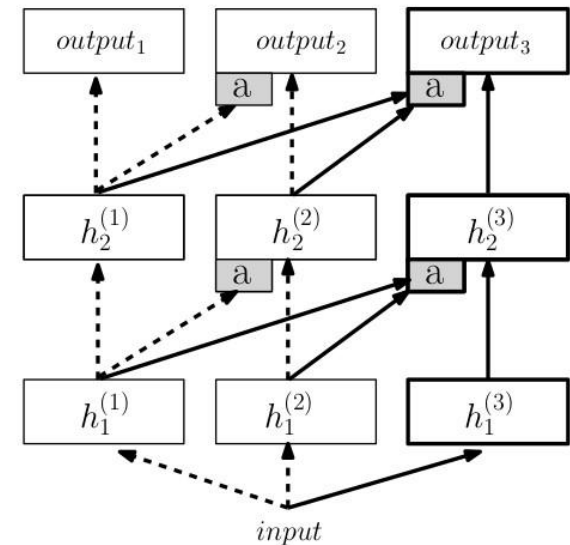 output₁ output₂ output₃
a a
h₂⁽¹⁾ h₂⁽²⁾ h₂⁽³⁾
a a
h₁⁽¹⁾ h₁⁽²⁾ h₁⁽³⁾
input